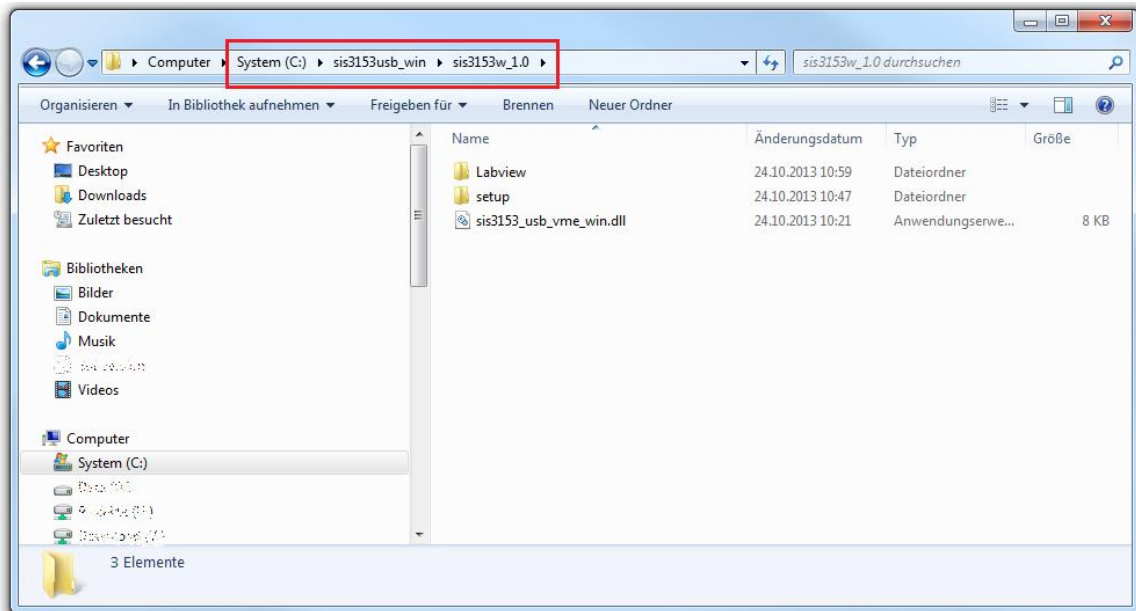 Computer System (C:) sis3153usb_win sis3153w_1.0 sis3153w_1.0 durchsuchen
Organisieren In Bibliothek aufnehmen Freigeben für Brennen Neuer Ordner
Favoriten
Desktop
Downloads
Zuletzt besucht
Bibliotheken
Bilder
Dokumente
Musik
Videos
Computer
System (C:)
Name Änderungsdatum Typ Größe
Labview 24.10.2013 10:59 Dateiordner
setup 24.10.2013 10:47 Dateiordner
sis3153_usb_vme_win.dll 24.10.2013 10:21 Anwendungserwe... 8 KB
3 Elemente